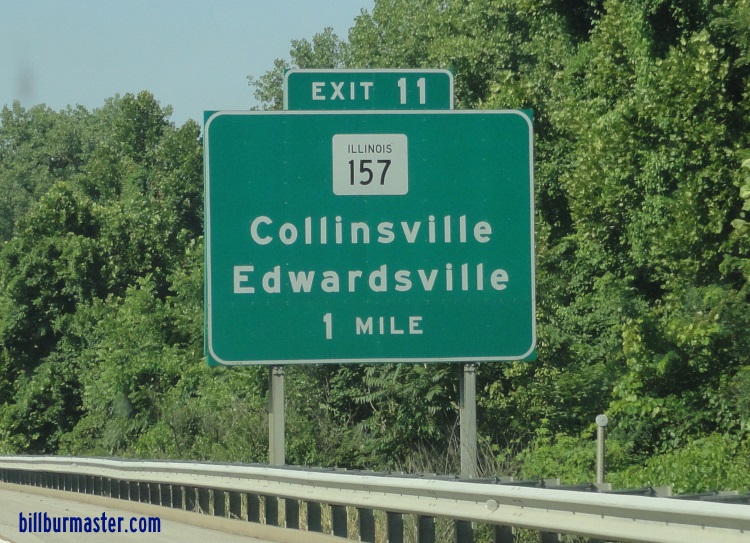 EXIT 11
ILLINOIS
157
Collinsville
Edwardsville
1 MILE
billburmaster.com